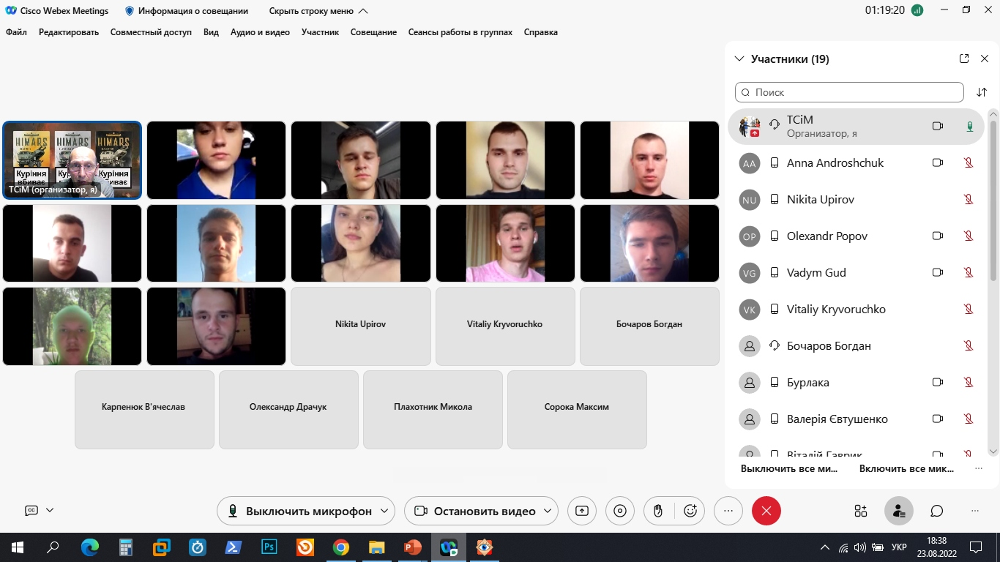 Cisco Webex Meetings
Информация о совещании
Скрыть строку меню
01:19:20
Файл
Редактировать
Совместный доступ
Вид
Аудио и видео
Участник
Совещание
Сеансы работы в группах
Справка
HIMARS
HIMARS
HIMARS
Куріння вбиває
Куріння
вбиває
TCiM (организатор, я)
Nikita Upirov
Vitaliy Kryvoruchko
Бочаров Богдан
Карпенюк В'ячеслав
Олександр Драчук
Плахотник Микола
Сорока Максим
Участники (19)
Поиск
TCiM
Организатор, я
AA
Anna Androshchuk
NU
Nikita Upirov
OP
Olexandr Popov
VG
Vadym Gud
VK
Vitaliy Kryvoruchko
Бочаров Богдан
Бурлака
Валерія Євтушенко
Віталій Гаврик
Выключить все ми...
Включить все мик...
CC
Выключить микрофон
Остановить видео
Ps
P
УКР
18:38
23.08.2022